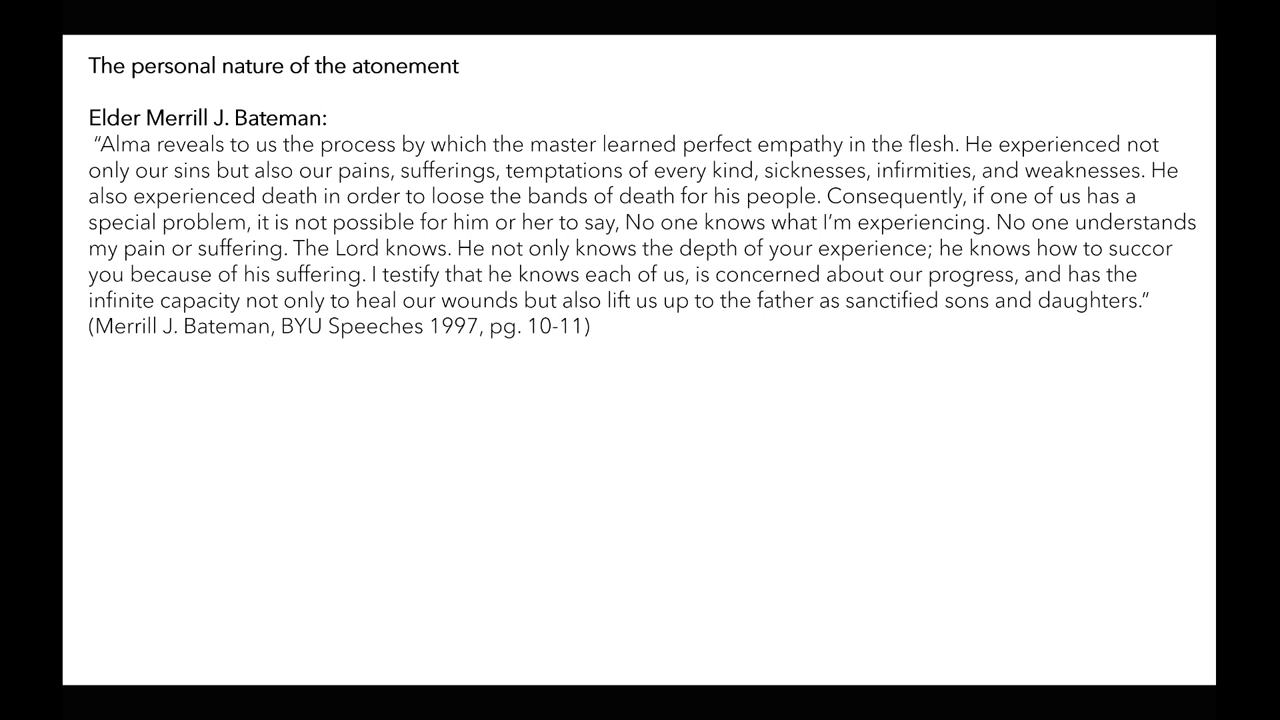 The personal nature of the atonement
Elder Merrill J. Bateman:
“Alma reveals to us the process by which the master learned perfect empathy in the flesh. He experienced not
only our sins but also our pains, sufferings, temptations of every kind, sicknesses, infirmities, and weaknesses. He
also experienced death in order to loose the bands of death for his people. Consequently, if one of us has a
special problem, it is not possible for him or her to say, No one knows what I’m experiencing. No one understands
my pain or suffering. The Lord knows. He not only knows the depth of your experience; he knows how to succor
you because of his suffering. I testify that he knows each of us, is concerned about our progress, and has the
infinite capacity not only to heal our wounds but also lift us up to the father as sanctified sons and daughters.”
(Merrill J. Bateman, BYU Speeches 1997, pg. 10-11)